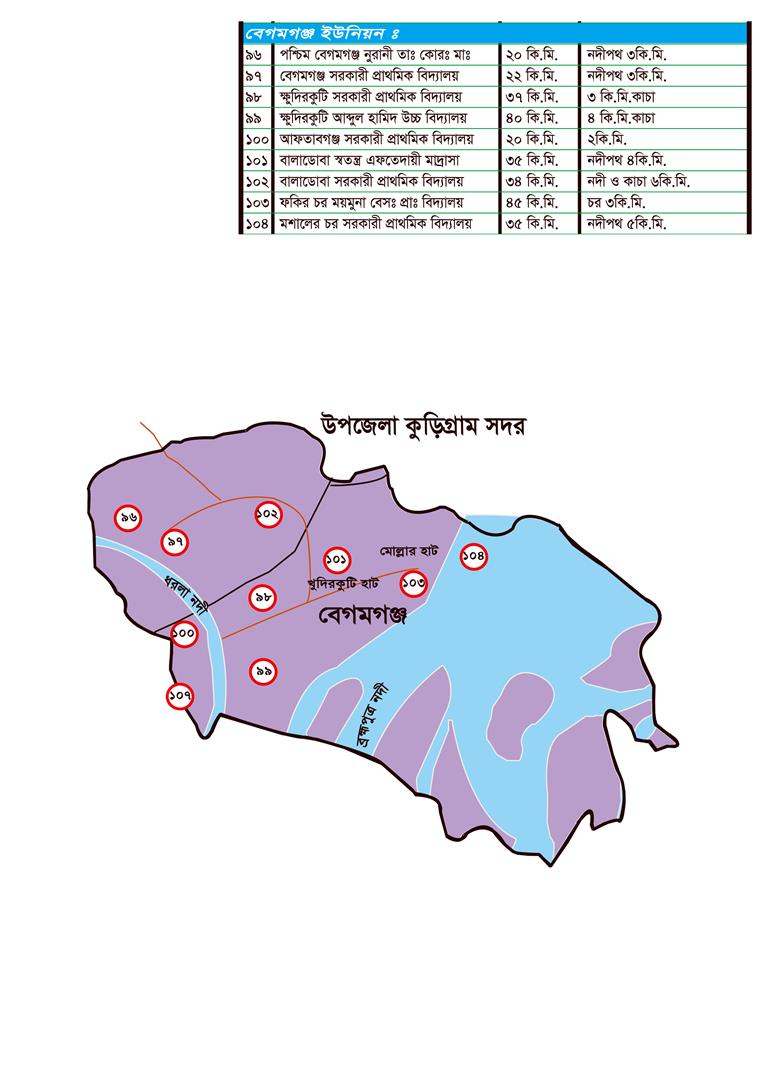 বেগমগঞ্জ ইউনিয়ন ঃ
৯৬ পশ্চিম বেগমগঞ্জ নুরানী তাঃ কোরঃ মাঃ ২০ কি.মি. নদীপথ ৩কি.মি.
৯৭ বেগমগঞ্জ সরকারী প্রাথমিক বিদ্যালয় ২২ কি.মি. নদীপথ ৩কি.মি.
৯৮ ক্ষুদিরকুটি সরকারী প্রাথমিক বিদ্যালয় ৩৭ কি.মি. ৩ কি.মি.কাচা
৯৯ ক্ষুদিরকুটি আব্দুল হামিদ উচ্চ বিদ্যালয় ৪০ কি.মি. ৪ কি.মি.কাচা
১০০ আফতাবগঞ্জ সরকারী প্রাথমিক বিদ্যালয় ২০ কি.মি. ২কি.মি.
১০১ বালাডোবা স্বতন্ত্র এফতেদায়ী মাদ্রাসা ৩৫ কি.মি. নদীপথ ৪কি.মি.
১০২ বালাডোবা সরকারী প্রাথমিক বিদ্যালয় ৩৪ কি.মি. নদী ও কাচা ৬কি.মি.
১০৩ ফকির চর ময়মুনা বেসঃ প্রাঃ বিদ্যালয় ৪৫ কি.মি. চর ৩কি.মি.
১০৪ মশালের চর সরকারী প্রাথমিক বিদ্যালয় ৩৫ কি.মি. নদীপথ ৫কি.মি.
উপজেলা কুড়িগ্রাম সদর
৯৬
১০২
৯৭
মোল্লার হাট
১০৪
১০১
খুদিরকুটি হাট
১০৩
ধরলা নদী
৯৮
বেগমগঞ্জ
১০০
৯৯
১০৭
ব্রহ্মপুত্র নদী